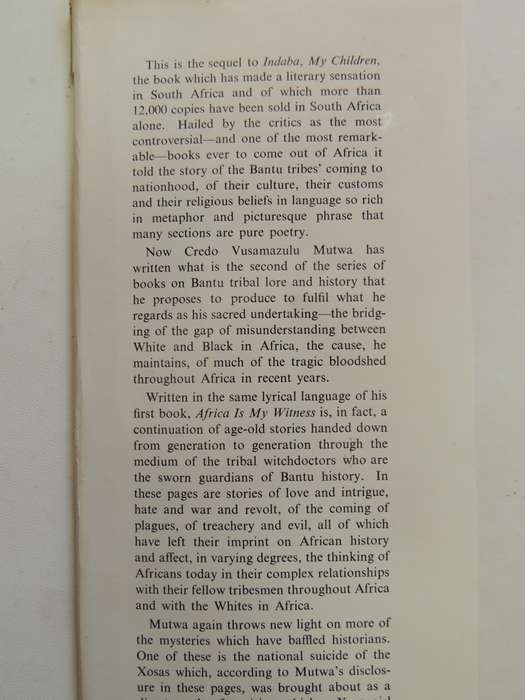 This is the sequel to Indaba, My Children,
the book which has made a literary sensation
in South Africa and of which more than
12,000 copies have been sold in South Africa
alone. Hailed by the critics as the most
controversial—and one of the most remark-
able—books ever to come out of Africa it
told the story of the Bantu tribes' coming to
nationhood, of their culture, their customs
and their religious beliefs in language so rich
in metaphor and picturesque phrase that
many sections are pure poetry.
Now Credo Vusamazulu Mutwa has
written what is the second of the series of
books on Bantu tribal lore and history that
he proposes to produce to fulfil what he
regards as his sacred undertaking—the bridg-
ing of the gap of misunderstanding between
White and Black in Africa, the cause, he
maintains, of much of the tragic bloodshed
throughout Africa in recent years.
Written in the same lyrical language of his
first book, Africa Is My Witness is, in fact, a
continuation of age-old stories handed down
from generation to generation through the
medium of the tribal witchdoctors who are
the sworn guardians of Bantu history. In
these pages are stories of love and intrigue,
hate and war and revolt, of the coming of
plagues, of treachery and evil, all of which
have left their imprint on African history
and affect, in varying degrees, the thinking of
Africans today in their complex relationships
with their fellow tribesmen throughout Africa
and with the Whites in Africa.
Mutwa again throws new light on more of
the mysteries which have baffled historians.
One of these is the national suicide of the
Xosas which, according to Mutwa's disclos-
ure in these pages, was brought about as a